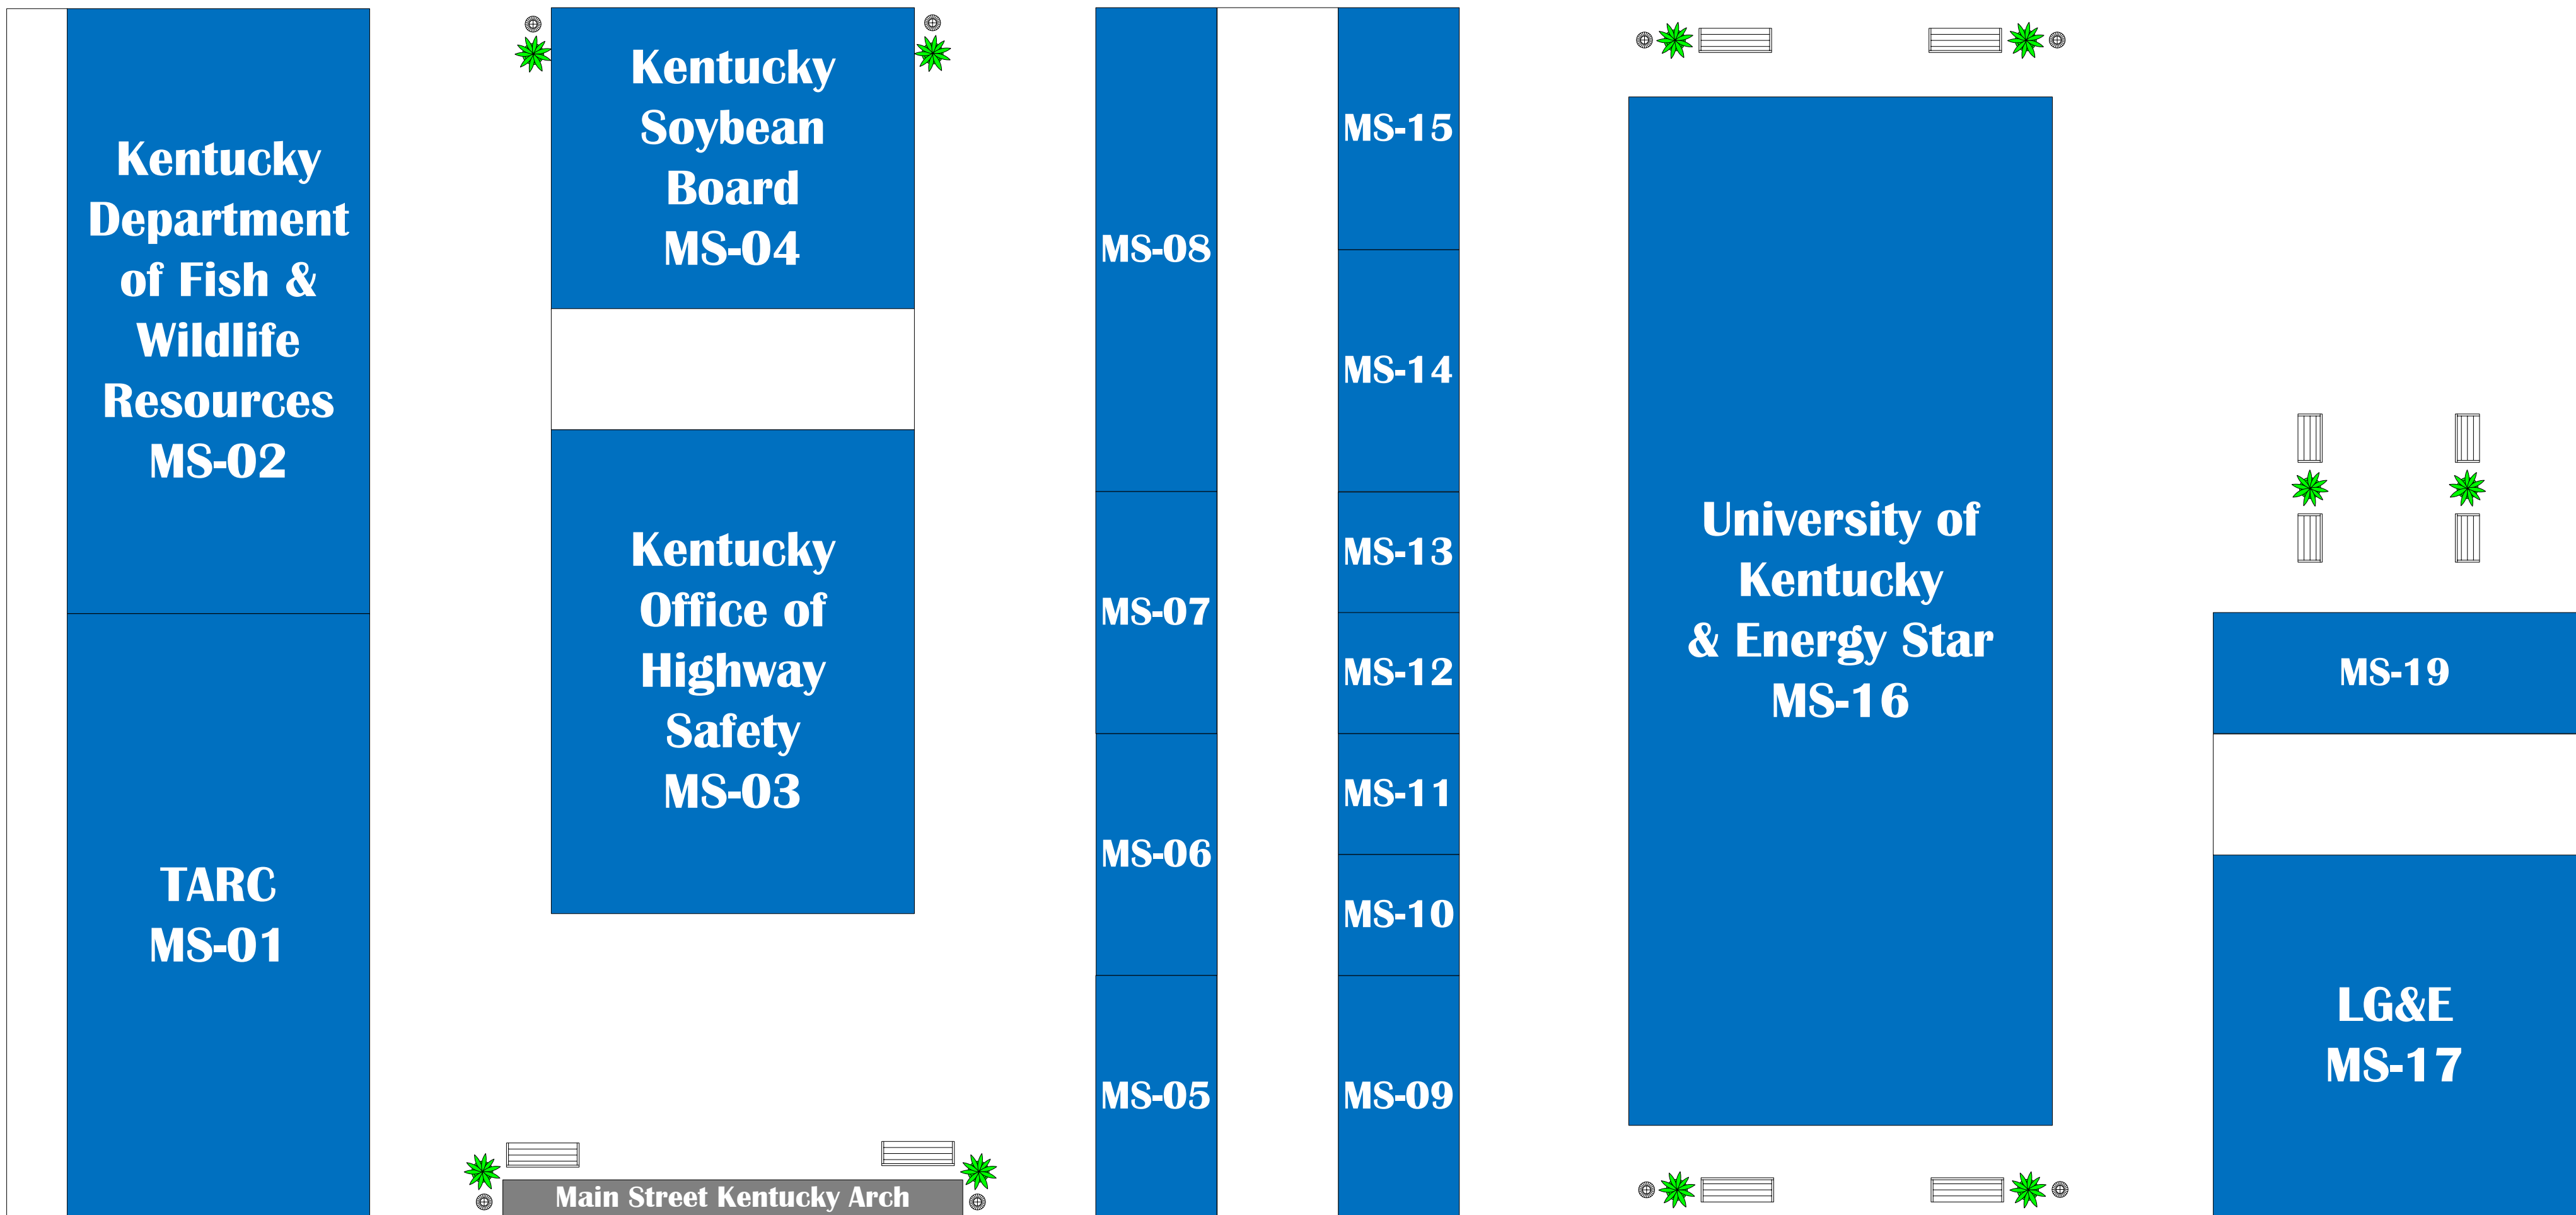 Kentucky
Department
of Fish &
Wildlife
Resources
MS-02
TARC
MS-01
Kentucky
Soybean
Board
MS-04
Kentucky
Office of
Highway
Safety
MS-03
Main Street Kentucky Arch
MS-08
MS-07
MS-06
MS-05
MS-15
MS-14
MS-13
MS-12
MS-11
MS-10
MS-09
University of
Kentucky
& Energy Star
MS-16
MS-19
LG&E
MS-17